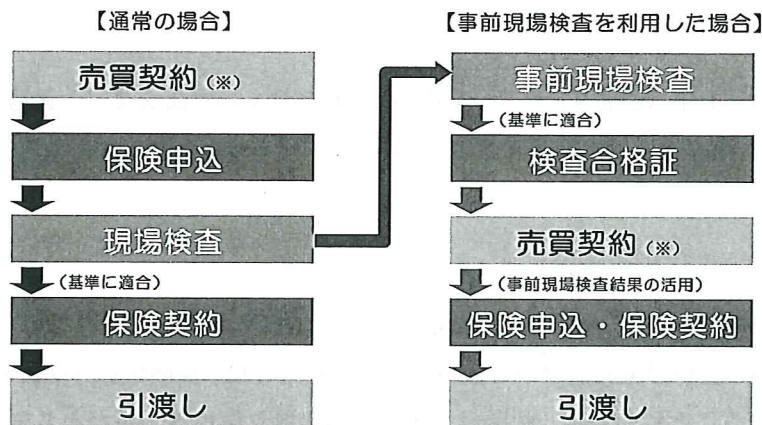 【通常の場合】
売買契約(※)
保険申込
現場検査
(基準に適合)
保険契約
引渡し
【事前現場検査を利用した場合】
事前現場検査
(基準に適合)
検査合格証
売買契約(※)
(事前現場検査結果の活用)
保険申込・保険契約
引渡し